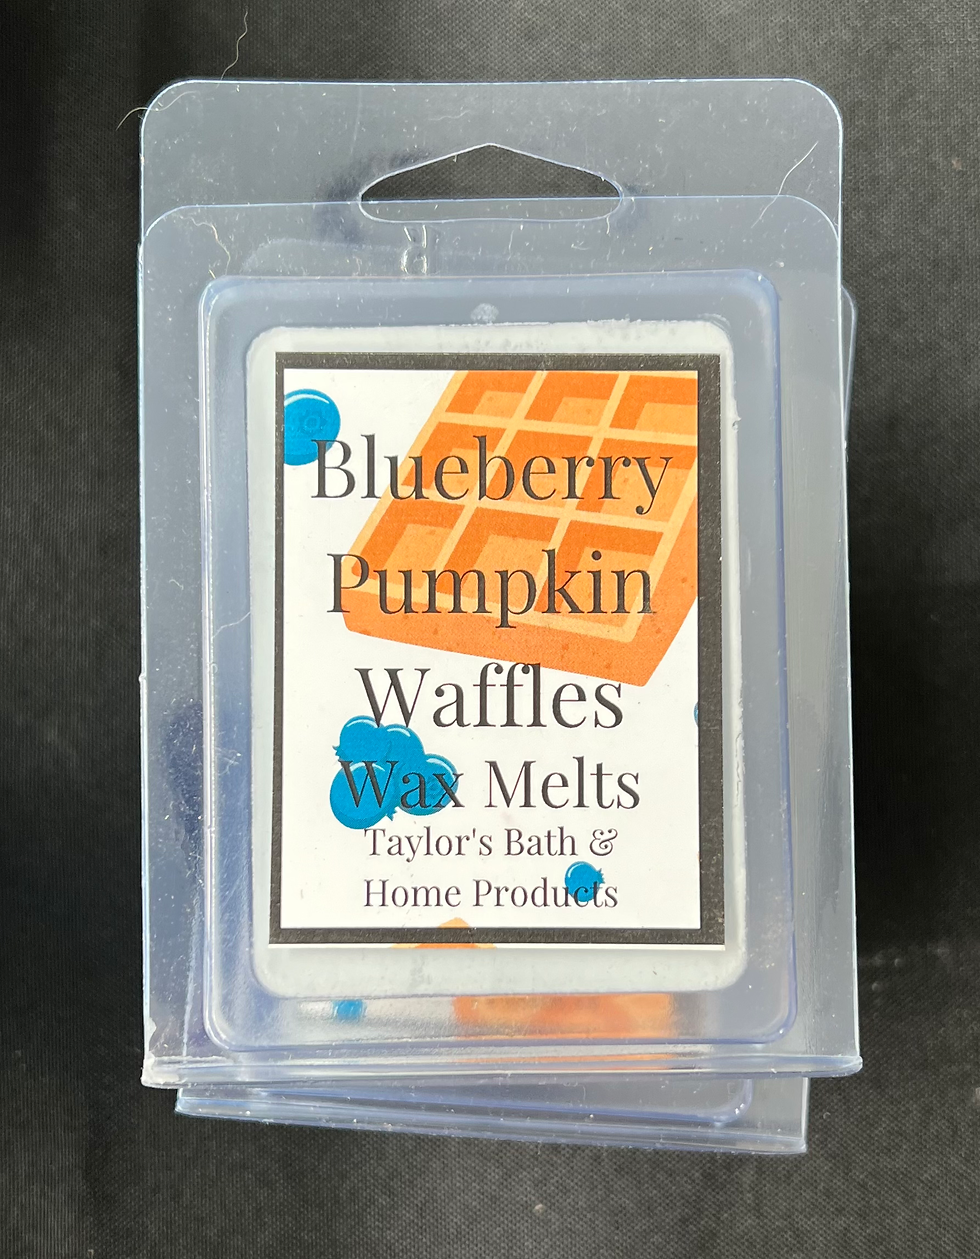 Blueberry
Pumpkin
Waffles
Wax Melts
Taylor's Bath &
Home Products